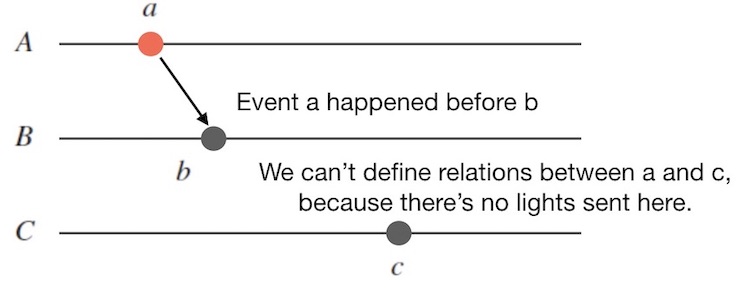 a
A
Event a happened before b
B
b
We can't define relations between a and c,
because there's no lights sent here.
C
c